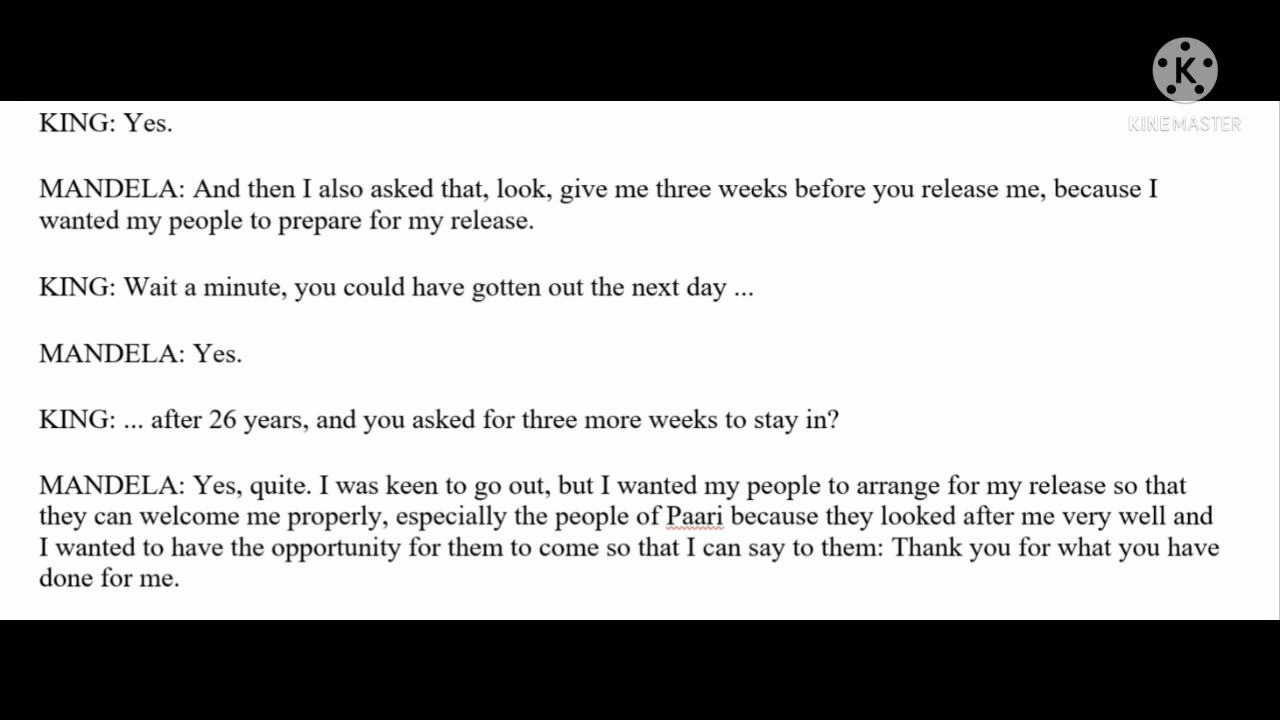 K
KINEMASTER
KING: Yes.
MANDELA: And then I also asked that, look, give me three weeks before you release me, because I
wanted my people to prepare for my release.
KING: Wait a minute, you could have gotten out the next day ...
MANDELA: Yes.
KING: ... after 26 years, and you asked for three more weeks to stay in?
MANDELA: Yes, quite. I was keen to go out, but I wanted my people to arrange for my release so that
they can welcome me properly, especially the people of Paari because they looked after me very well and
I wanted to have the opportunity for them to come so that I can say to them: Thank you for what you have
done for me.